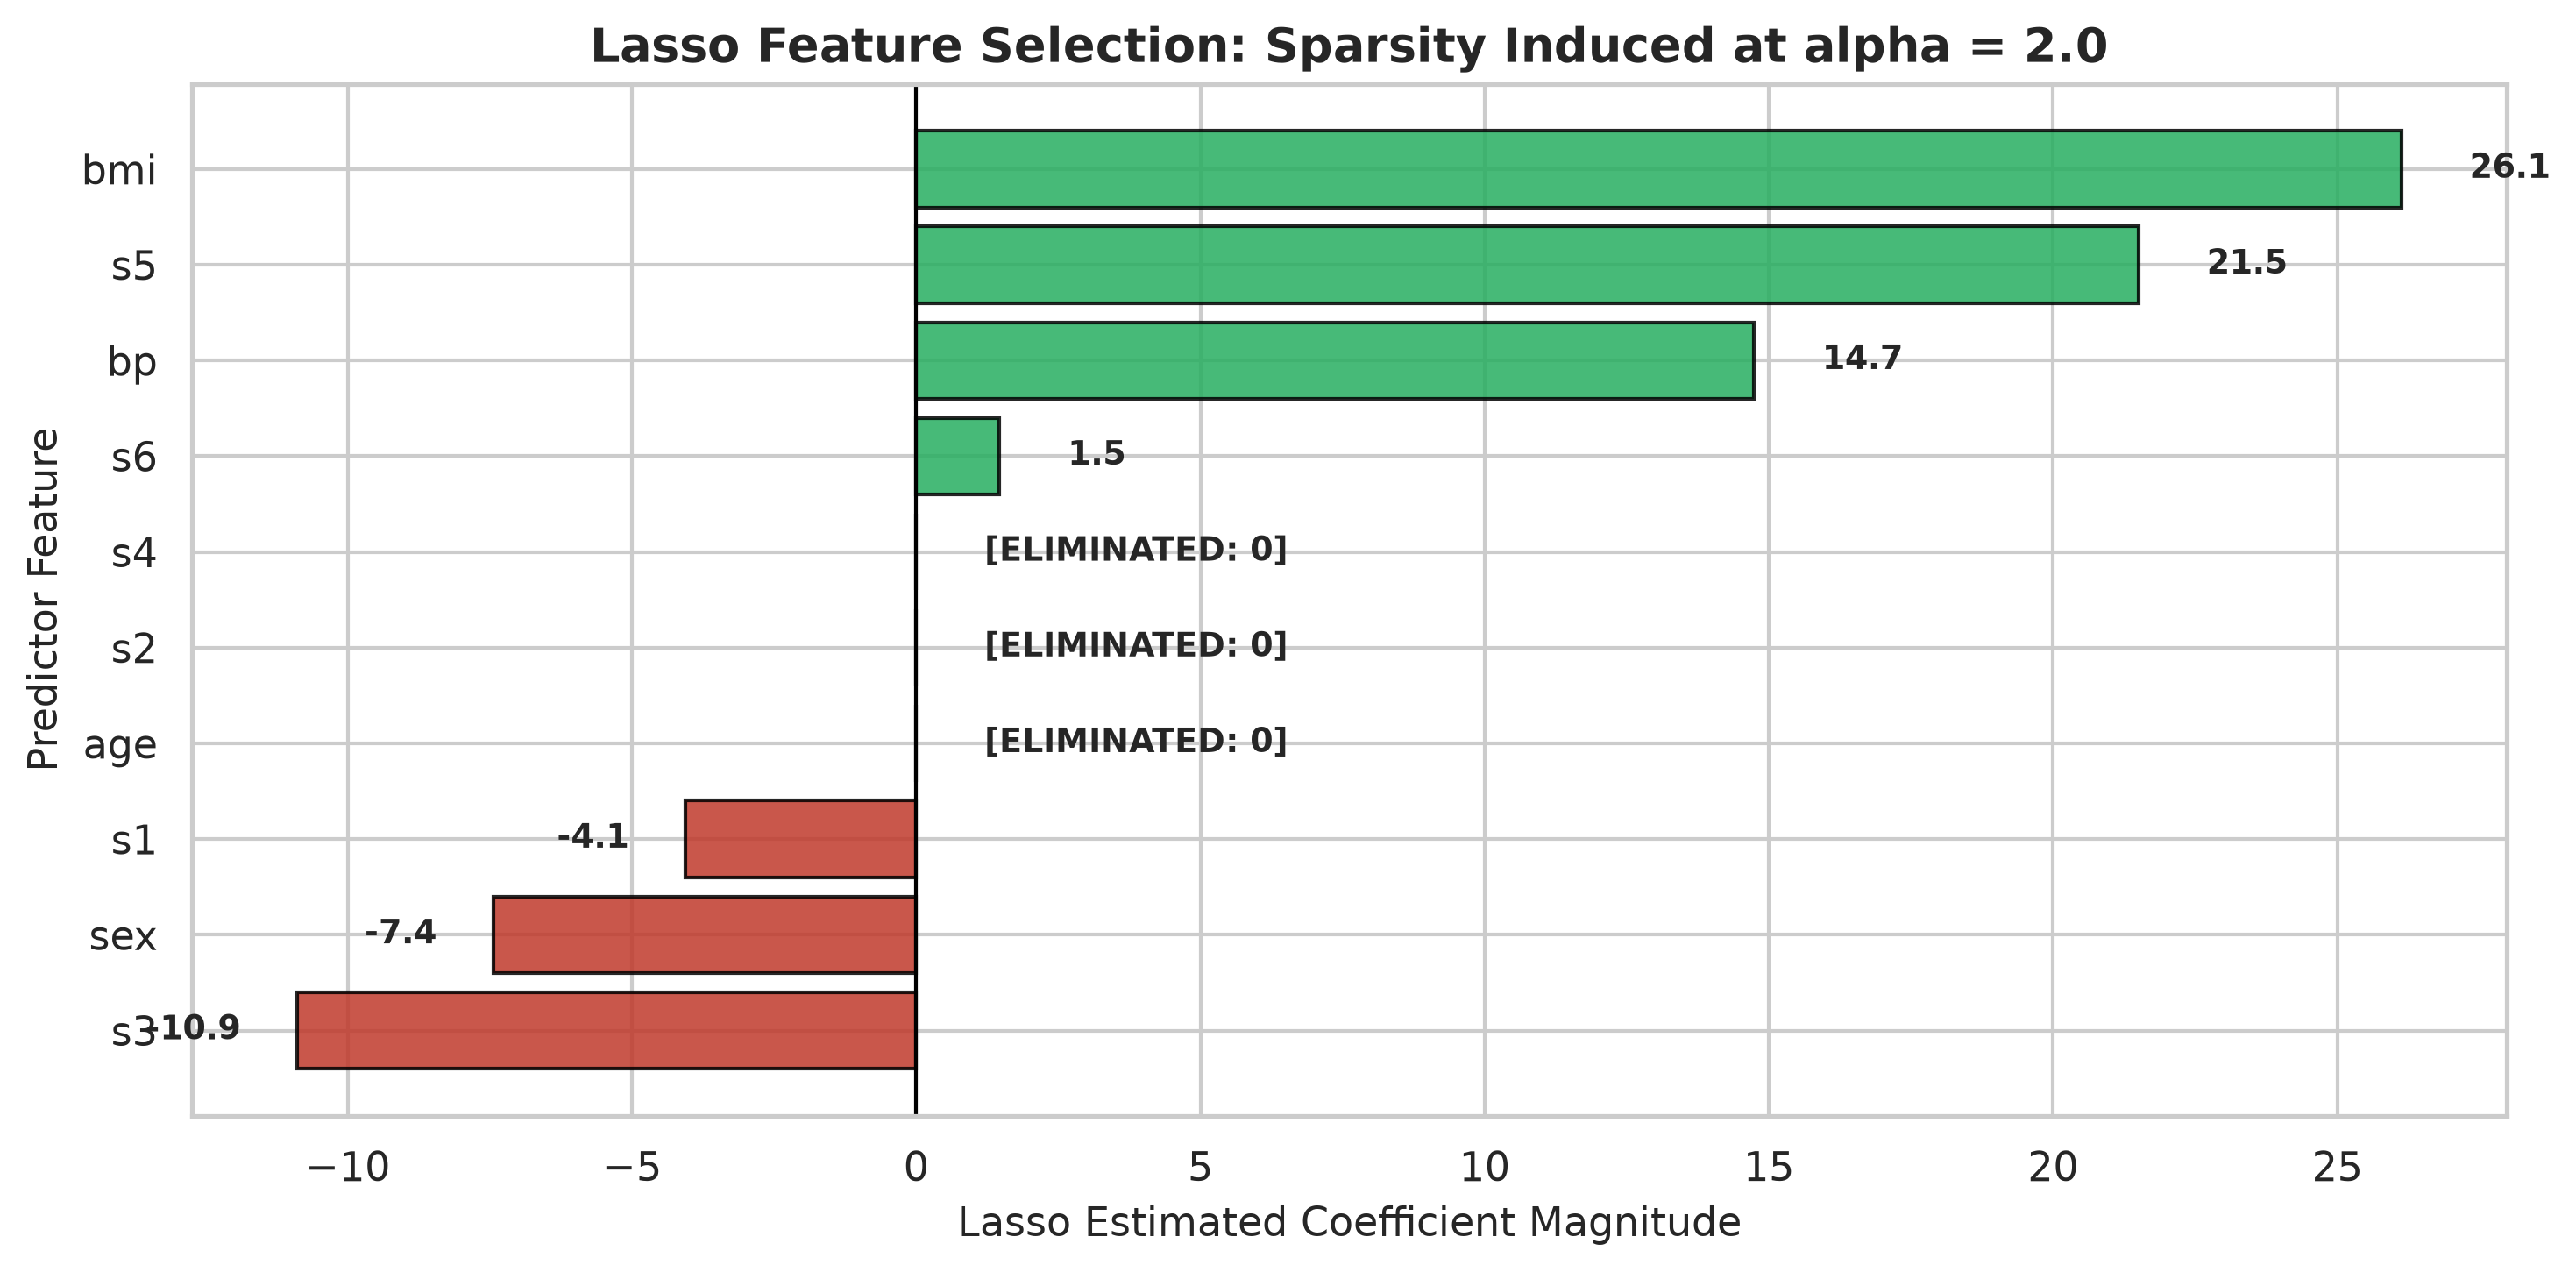 Lasso Feature Selection: Sparsity Induced at alpha = 2.0
Predictor Feature
bmi 26.1
s5 21.5
bp 14.7
s6 1.5
s4 [ELIMINATED: 0]
s2 [ELIMINATED: 0]
age [ELIMINATED: 0]
s1 -4.1
sex -7.4
s3 -10.9
−10 −5 0 5 10 15 20 25
Lasso Estimated Coefficient Magnitude